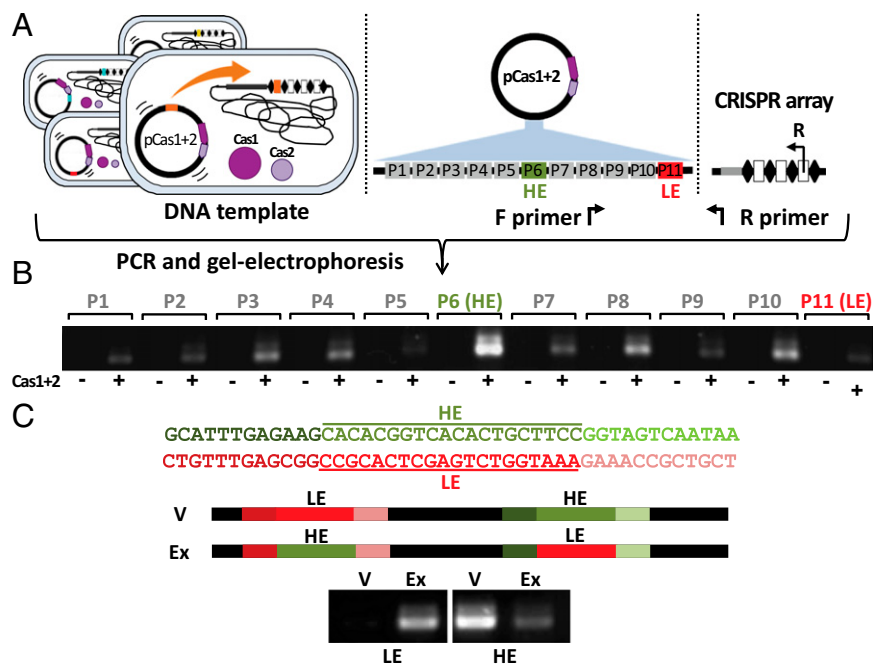 A
pCas1+2
Cas1
Cas2
DNA template
pCas1+2
P1 P2 P3 P4 P5 P6 P7 P8 P9 P10 P11
HE LE
F primer
CRISPR array
R
R primer
PCR and gel-electrophoresis
B
P1 P2 P3 P4 P5 P6 (HE) P7 P8 P9 P10 P11 (LE)
Cas1+2 - + - + - + - + - + - + - + - + - + - + - +
C
HE
GCATTTGAGAAGCACACGGTCACACTGCTTCCGGTAGTCAATAA
CTGTTTGAGCGGCCGCACTCGAGTCTGGTAAAGAAACCGCTGCT
LE
LE HE
V
HE LE
Ex
V Ex V Ex
LE HE